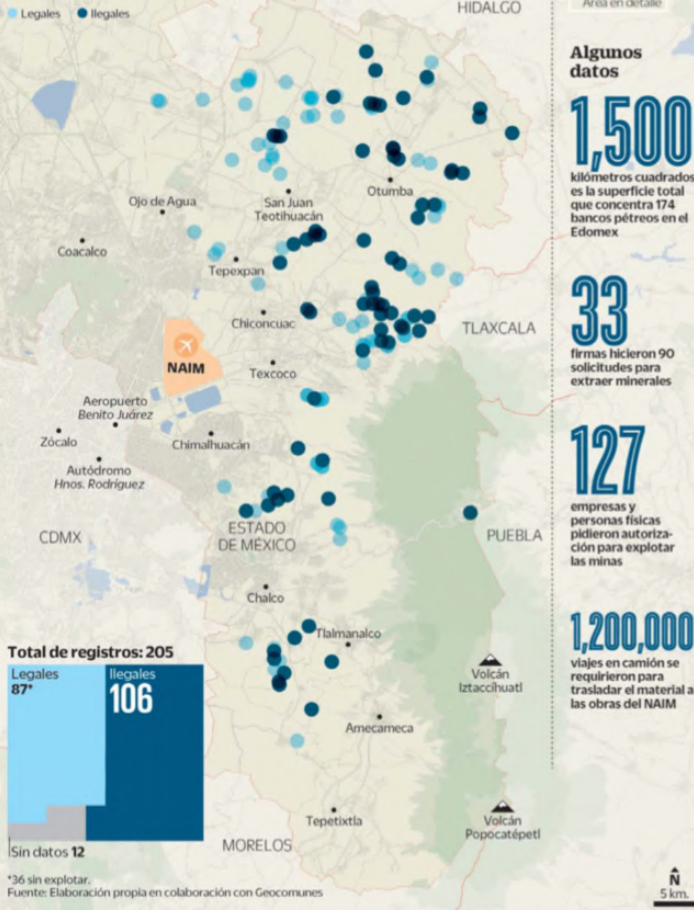 Legales Ilegales
HIDALGO
Área en detalle
Algunos
datos
1,500
kilómetros cuadrados
es la superficie total
que concentra 174
bancos pétreos en el
Edomex
33
firmas hicieron 90
solicitudes para
extraer minerales
127
empresas y
personas físicas
pidieron autoriza-
ción para explotar
las minas
1,200,000
viajes en camión se
requirieron para
trasladar el material a
las obras del NAIM
Ojo de Agua
San Juan
Teotihuacán
Otumba
Coacalco
Tepexpan
Chiconcuac
TLAXCALA
NAIM
Texcoco
Aeropuerto
Benito Juárez
Zócalo
Chimalhuacán
Autódromo
Hnos. Rodríguez
CDMX
ESTADO
DE MÉXICO
PUEBLA
Chalco
Tlalmanalco
Volcán
Iztaccíhuatl
Amecameca
Tepetixtla
Volcán
Popocatépetl
MORELOS
Total de registros: 205
Legales
87*
Ilegales
106
Sin datos 12
*36 sin explotar.
Fuente: Elaboración propia en colaboración con Geocomunes
N
5 km.